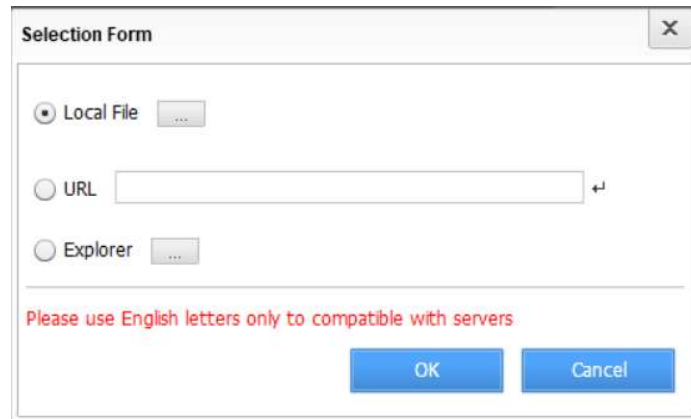 Selection Form
X
Local File ...
URL ↵
Explorer ...
Please use English letters only to compatible with servers
OK Cancel